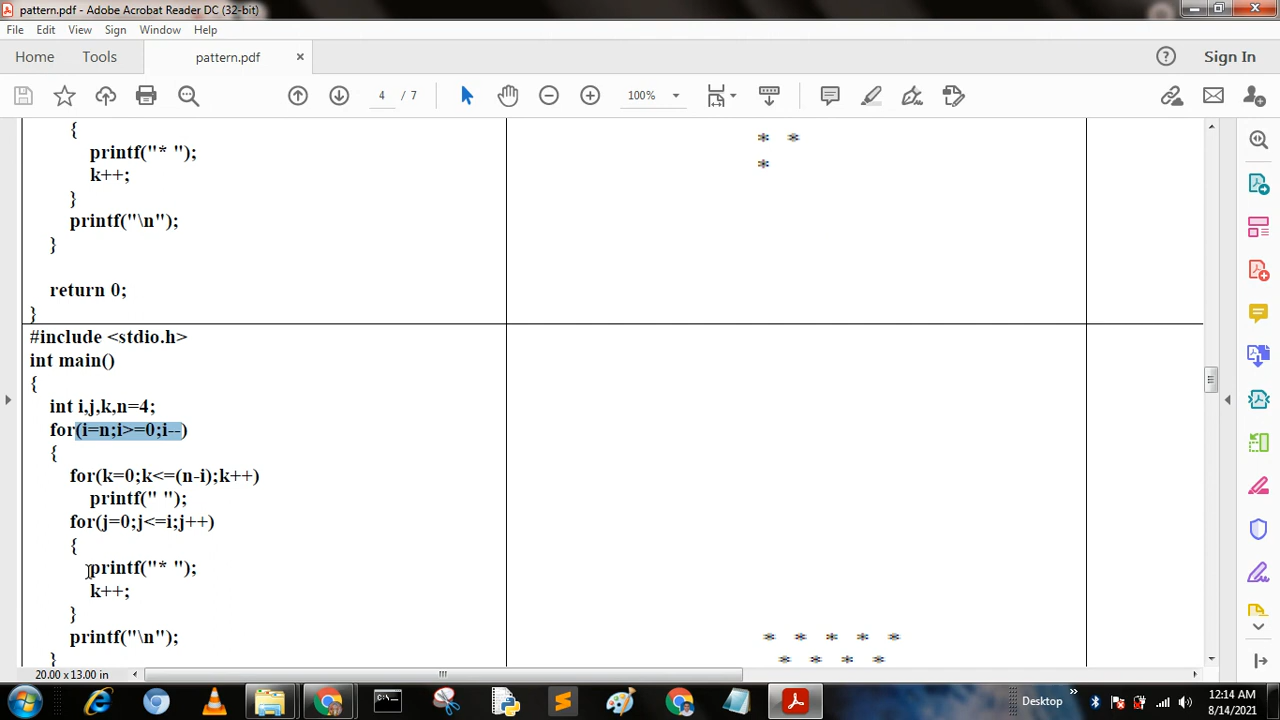 pattern.pdf - Adobe Acrobat Reader DC (32-bit)
File Edit View Sign Window Help
Home Tools pattern.pdf × Sign In
4 / 7 100%
{
printf("* ");
k++;
}
printf("\n");
}
return 0;
}
* *
*
#include <stdio.h>
int main()
{
int i,j,k,n=4;
for(i=n;i>=0;i--)
{
for(k=0;k<=(n-i);k++)
printf(" ");
for(j=0;j<=i;j++)
{
printf("* ");
k++;
}
printf("\n");
}
* * * * *
* * * *
20.00 x 13.00 in
Desktop
12:14 AM
8/14/2021